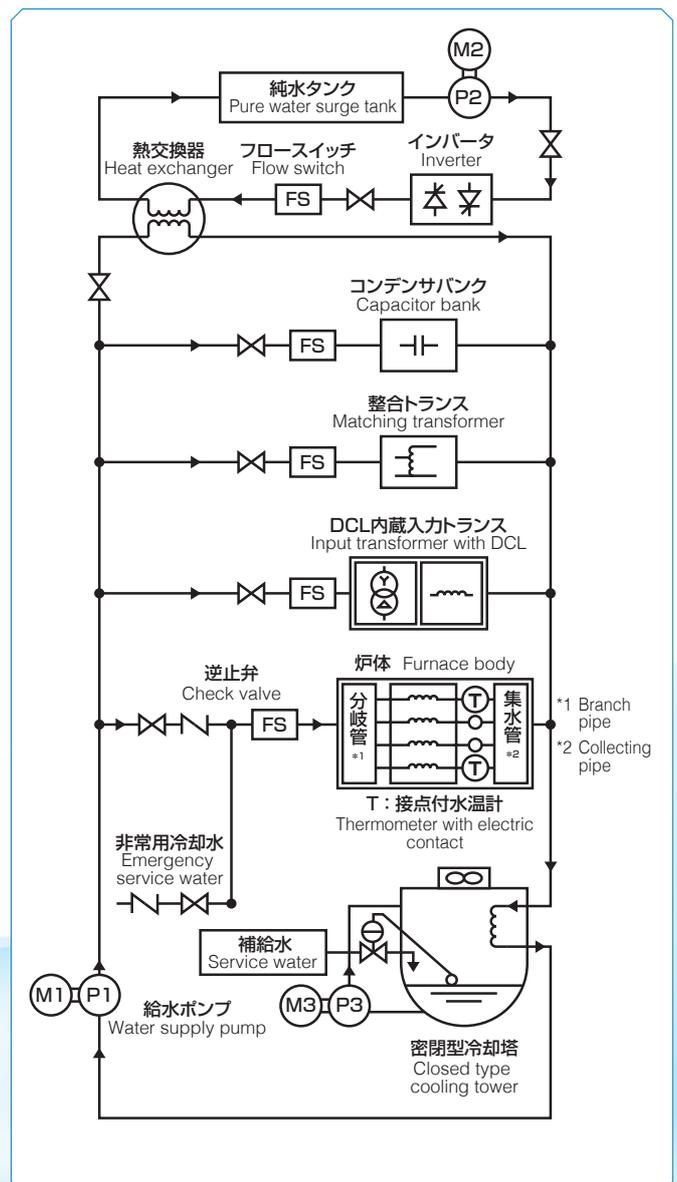 M2
純水タンク
Pure water surge tank
P2
熱交換器
Heat exchanger
フロースイッチ
Flow switch
インバータ
Inverter
FS
コンデンサバンク
Capacitor bank
FS
整合トランス
Matching transformer
FS
DCL内蔵入力トランス
Input transformer with DCL
FS
Y
△
逆止弁
Check valve
炉体 Furnace body
FS
分岐管
*1
T
T
集水管
*2
*1 Branch
pipe
*2 Collecting
pipe
T：接点付水温計
Thermometer with electric
contact
非常用冷却水
Emergency
service water
補給水
Service water
M1
P1
給水ポンプ
Water supply pump
M3
P3
密閉型冷却塔
Closed type
cooling tower